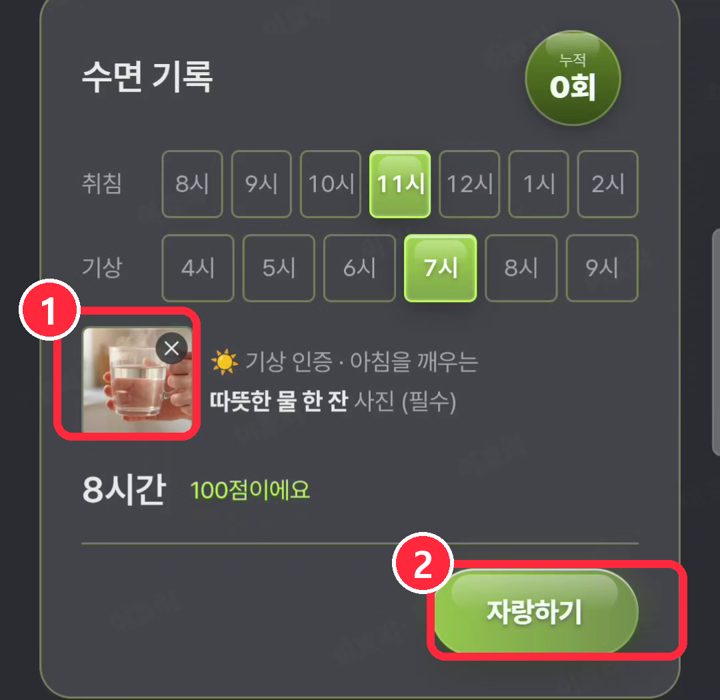 수면 기록
누적
0회
취침 8시 9시 10시 11시 12시 1시 2시
기상 4시 5시 6시 7시 8시 9시
1
☀️ 기상 인증 · 아침을 깨우는
따뜻한 물 한 잔 사진 (필수)
8시간 100점이에요
2
자랑하기